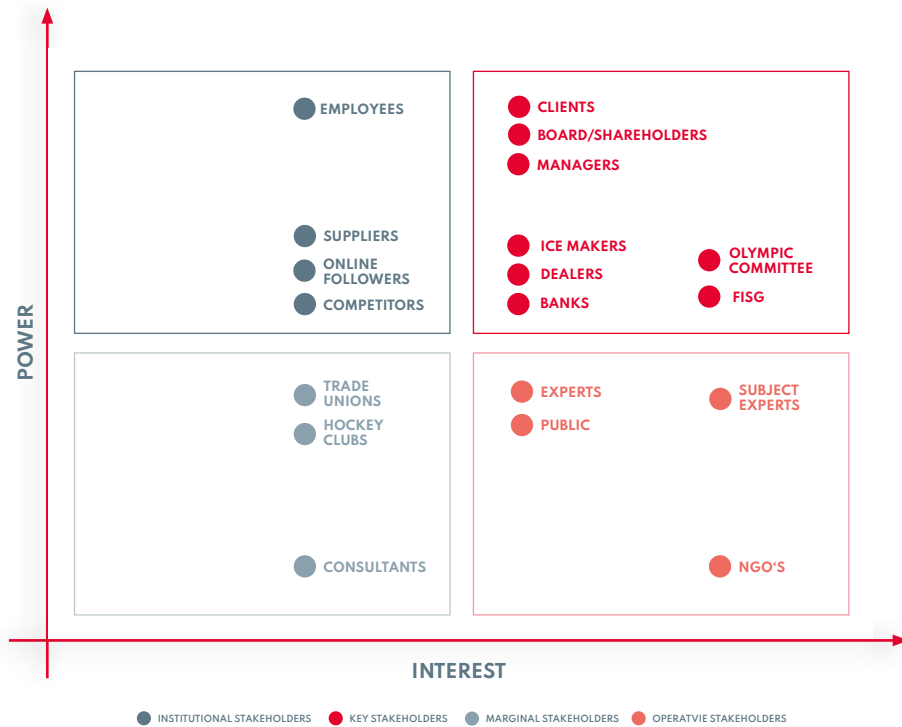 POWER
EMPLOYEES
SUPPLIERS
ONLINE
FOLLOWERS
COMPETITORS
CLIENTS
BOARD/SHAREHOLDERS
MANAGERS
ICE MAKERS
DEALERS
BANKS
OLYMPIC
COMMITTEE
FISG
TRADE
UNIONS
HOCKEY
CLUBS
CONSULTANTS
EXPERTS
PUBLIC
SUBJECT
EXPERTS
NGO‘S
INTEREST
INSTITUTIONAL STAKEHOLDERS
KEY STAKEHOLDERS
MARGINAL STAKEHOLDERS
OPERATVIE STAKEHOLDERS